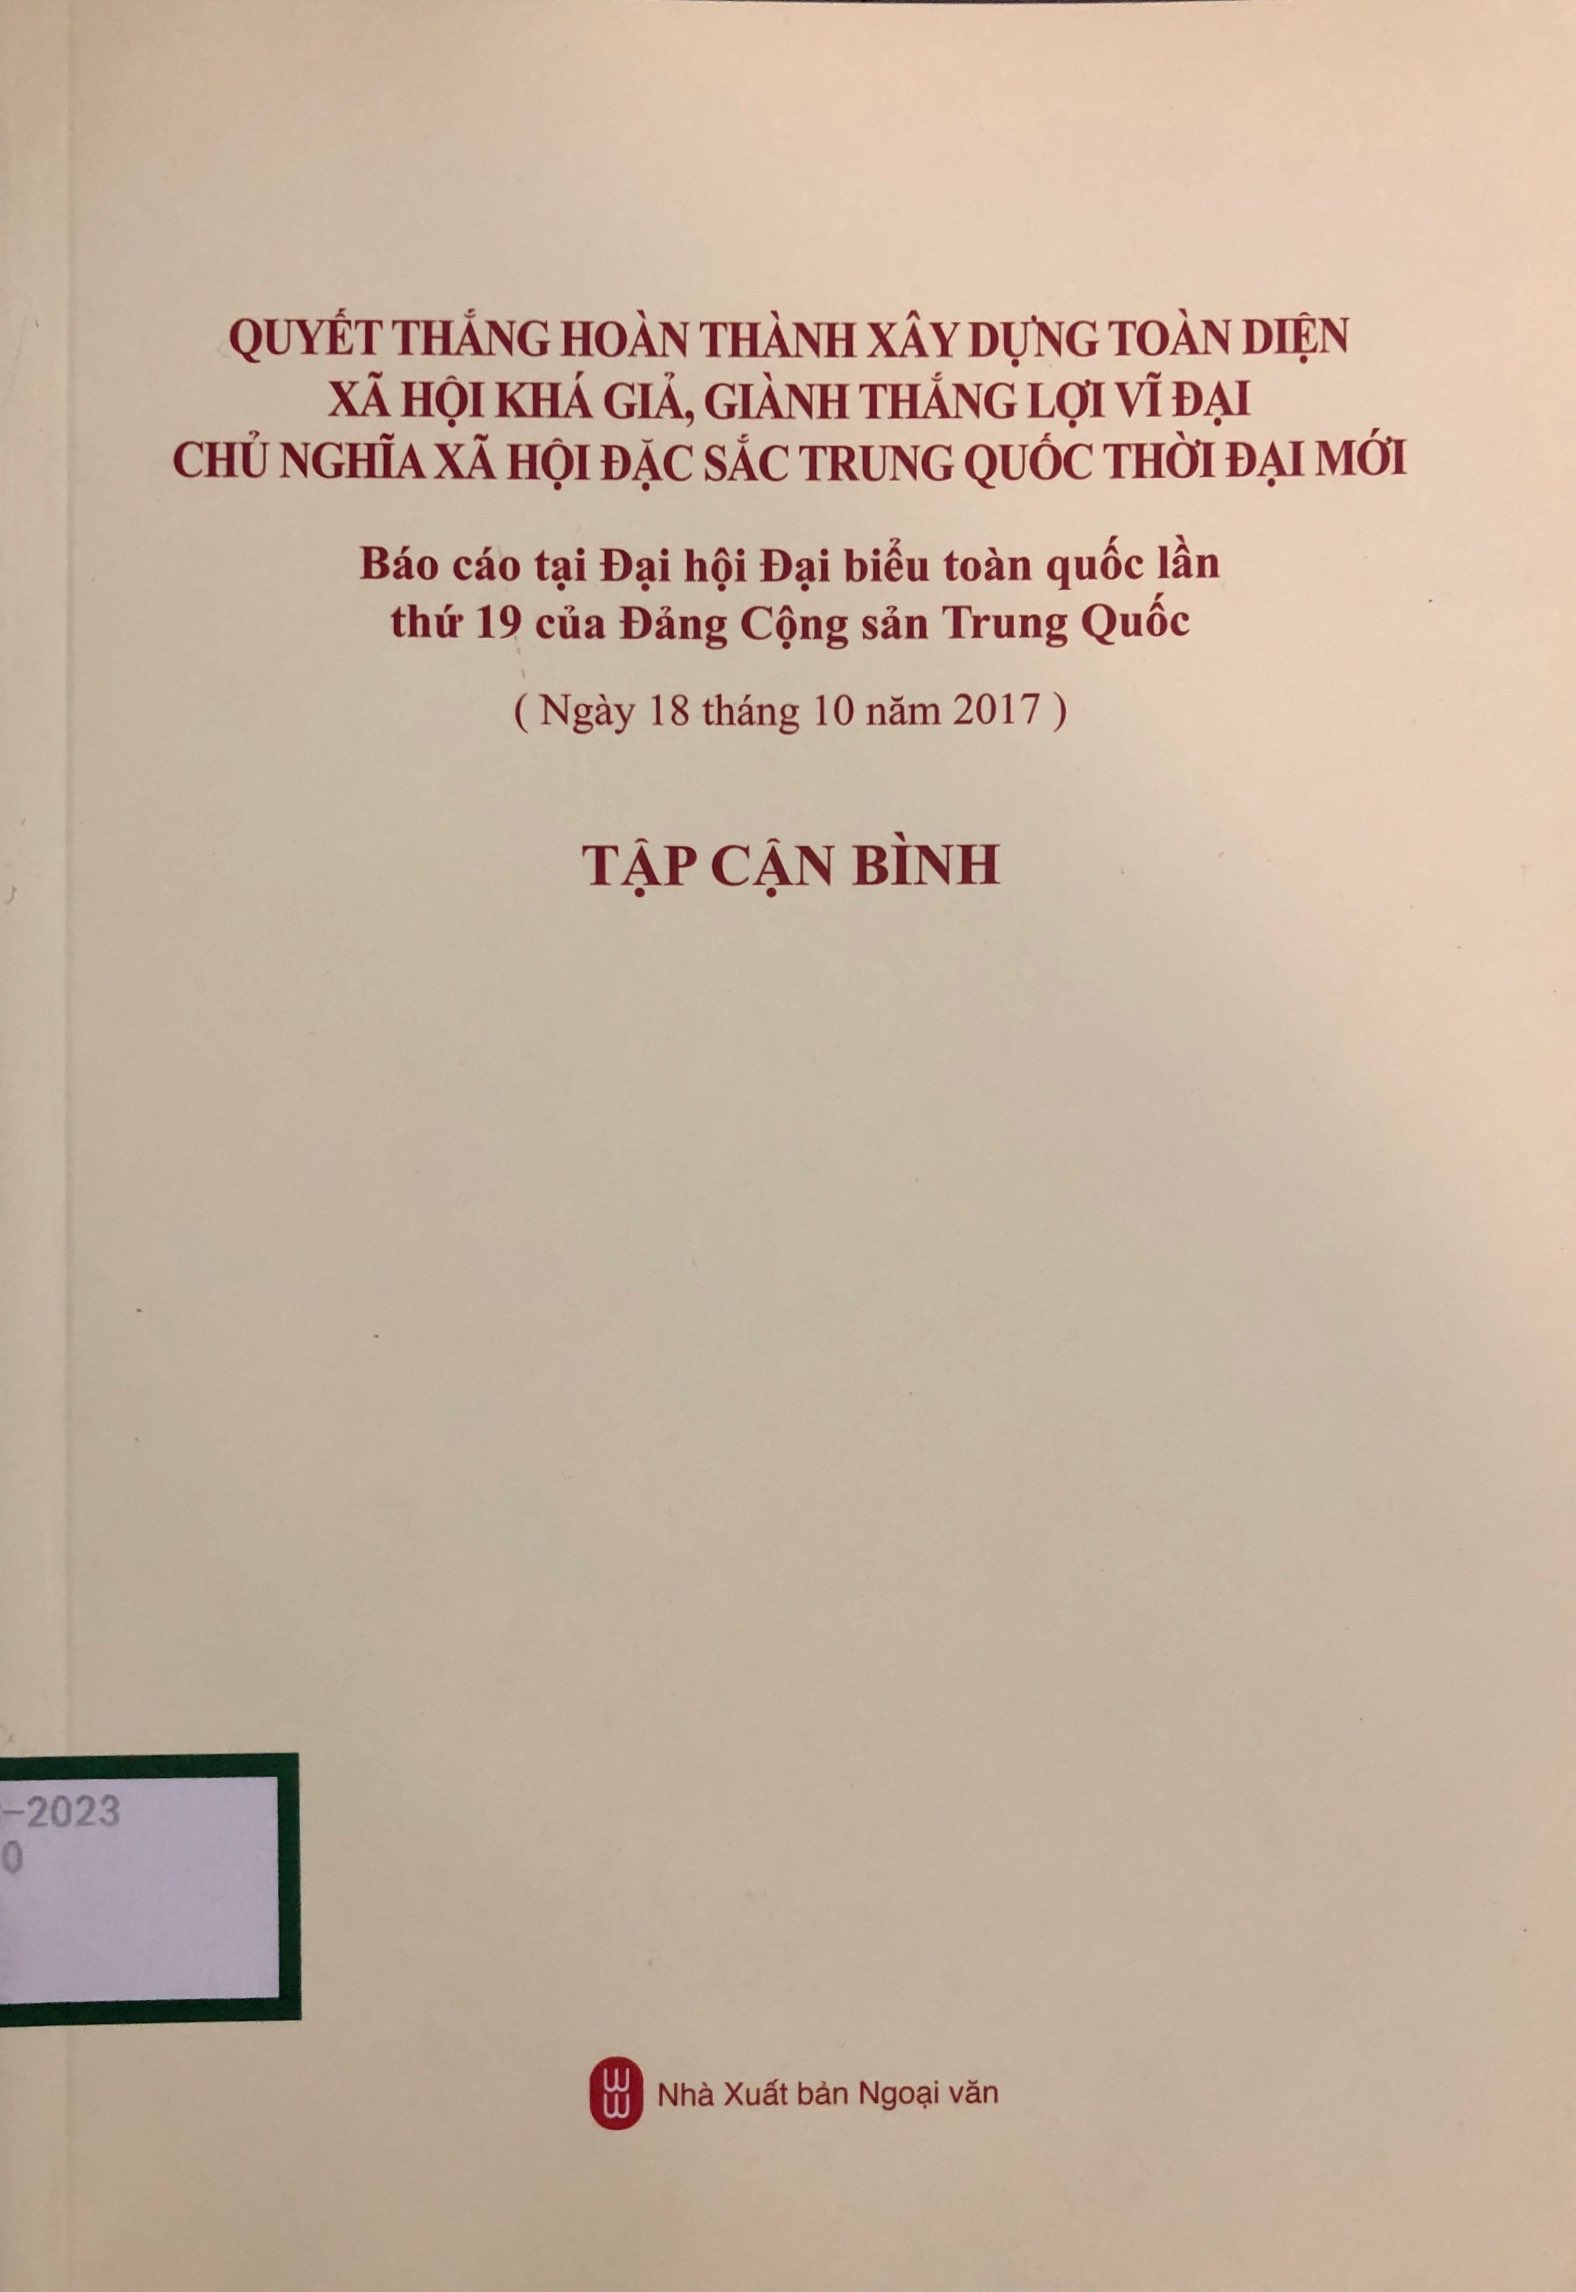 QUYẾT THẮNG HOÀN THÀNH XÂY DỰNG TOÀN DIỆN
XÃ HỘI KHÁ GIẢ, GIÀNH THẮNG LỢI VĨ ĐẠI
CHỦ NGHĨA XÃ HỘI ĐẶC SẮC TRUNG QUỐC THỜI ĐẠI MỚI
Báo cáo tại Đại hội Đại biểu toàn quốc lần
thứ 19 của Đảng Cộng sản Trung Quốc
( Ngày 18 tháng 10 năm 2017 )
TẬP CẬN BÌNH
-2023
0
Nhà Xuất bản Ngoại văn